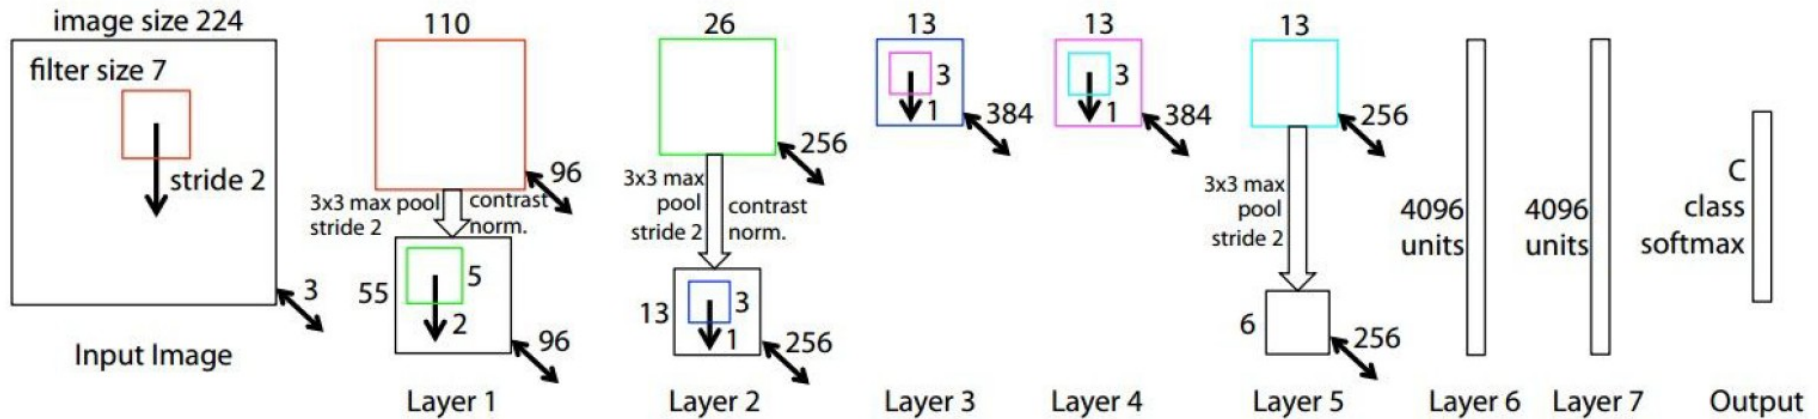 image size 224
filter size 7
stride 2
3
Input Image
110
96
3x3 max pool
stride 2
contrast
norm.
55
5
2
96
Layer 1
26
256
3x3 max
pool
stride 2
contrast
norm.
13
3
1
256
Layer 2
13
3
1
384
Layer 3
13
3
1
384
Layer 4
13
256
3x3 max
pool
stride 2
6
256
Layer 5
4096
units
Layer 6
4096
units
Layer 7
C
class
softmax
Output